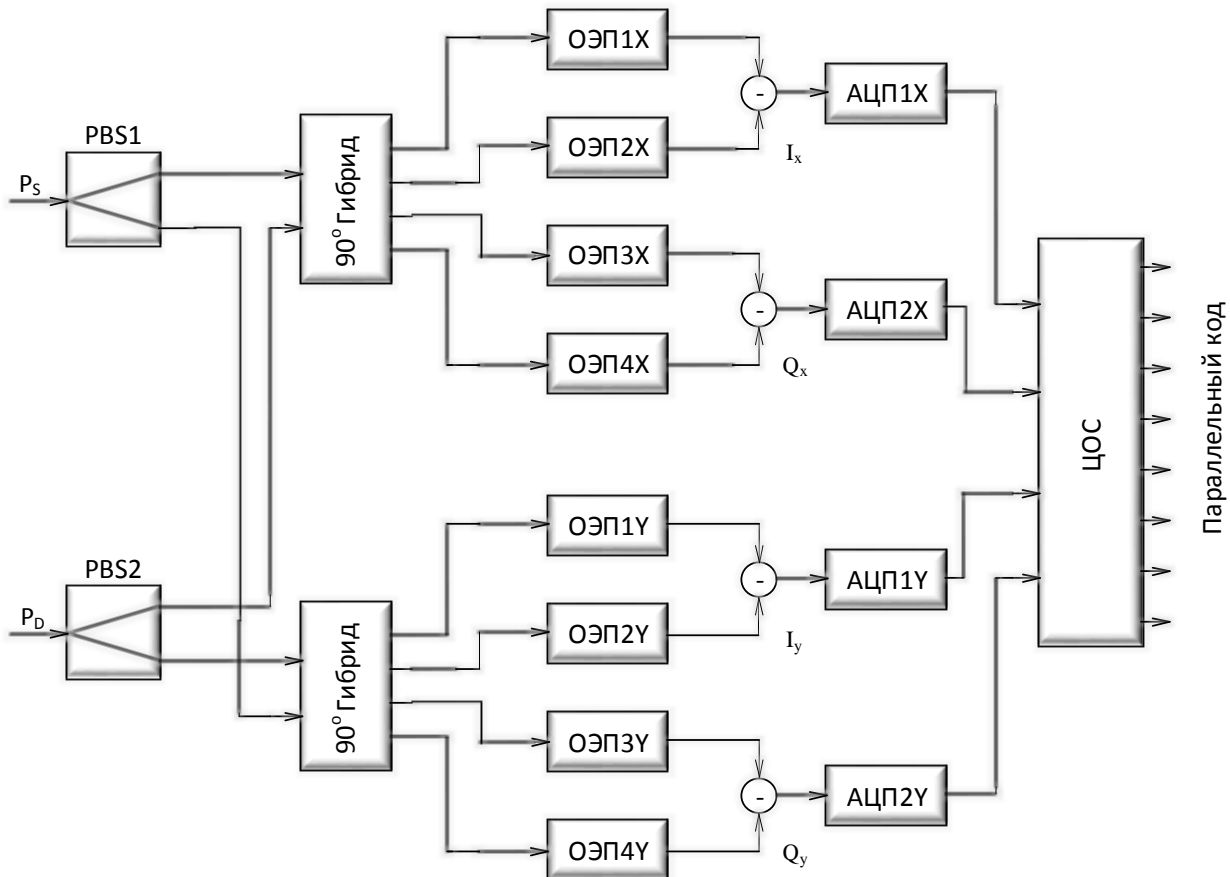 PBS1
P_S
90° Гибрид
ОЭП1X
ОЭП2X
ОЭП3X
ОЭП4X
-
I_x
-
Q_x
АЦП1X
АЦП2X
PBS2
P_D
90° Гибрид
ОЭП1Y
ОЭП2Y
ОЭП3Y
ОЭП4Y
-
I_y
-
Q_y
АЦП1Y
АЦП2Y
ЦОС
Параллельный код